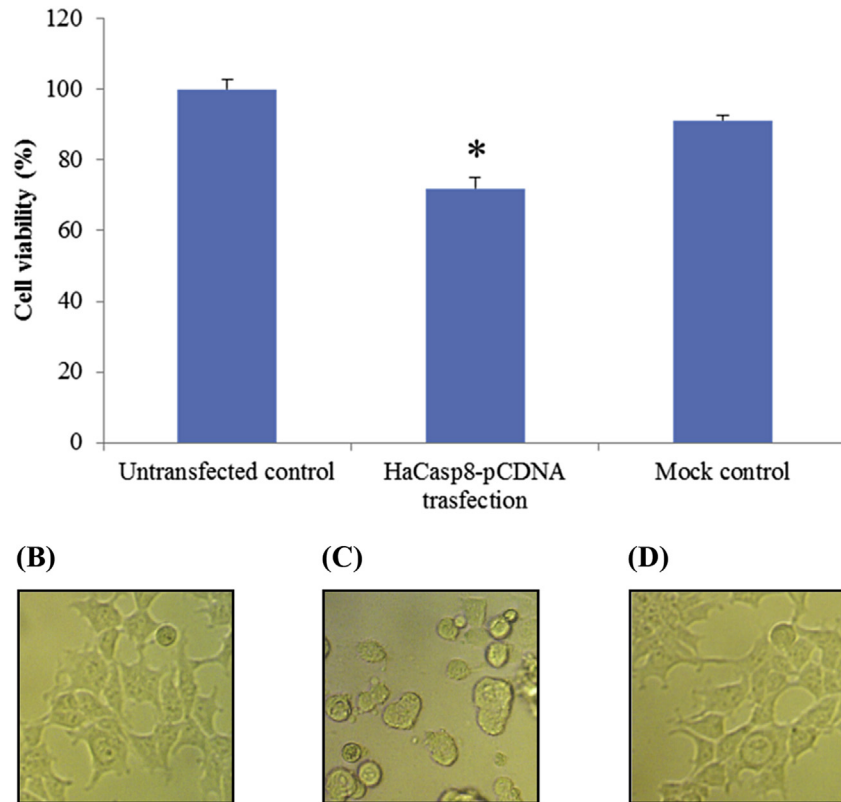 120
100
80
60
40
20
0
Cell viability (%)
*
Untransfected control
HaCasp8-pCDNA
trasfection
Mock control
(B)
(C)
(D)